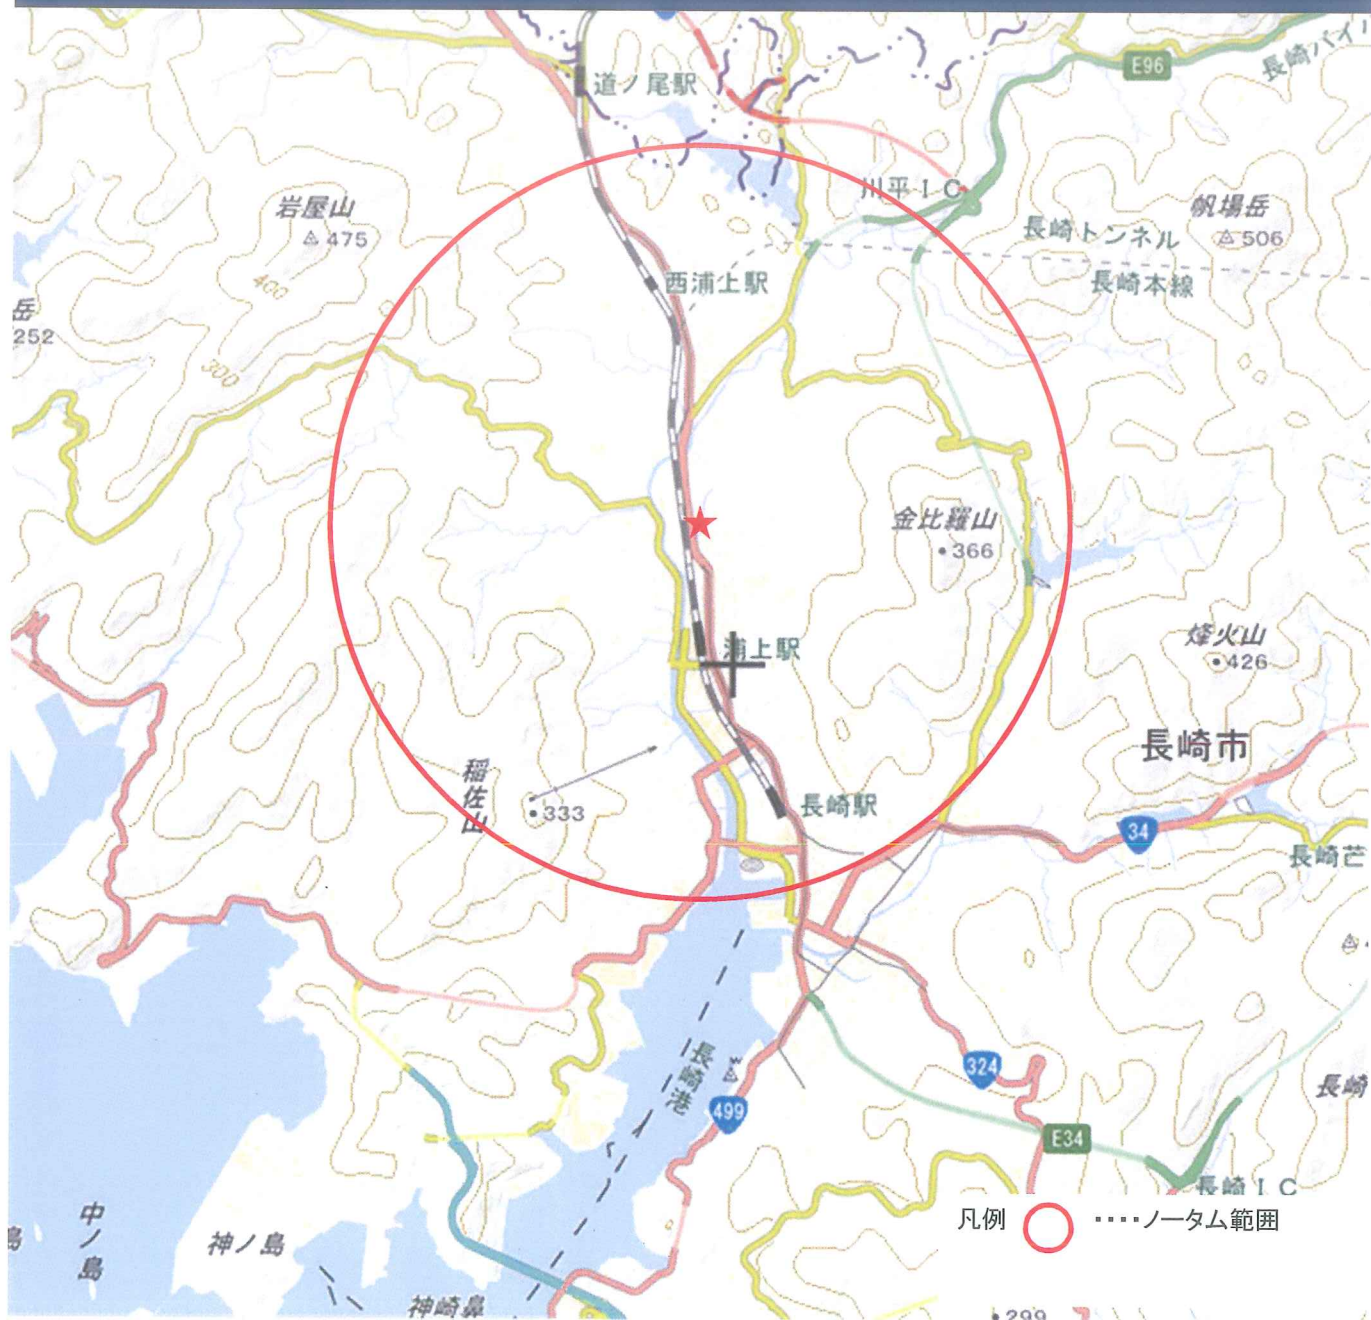 道ノ尾駅
E96
長崎バイパ
川平IC
岩屋山
475
帆場岳
506
長崎トンネル
西浦上駅
長崎本線
400
岳
252
300
金比羅山
366
浦上駅
烽火山
426
長崎市
稲佐山
333
長崎駅
34
長崎芒
長崎港
324
499
長崎
E34
長崎IC
凡例
‥‥ノータム範囲
中ノ島
島
神ノ島
神崎鼻
299